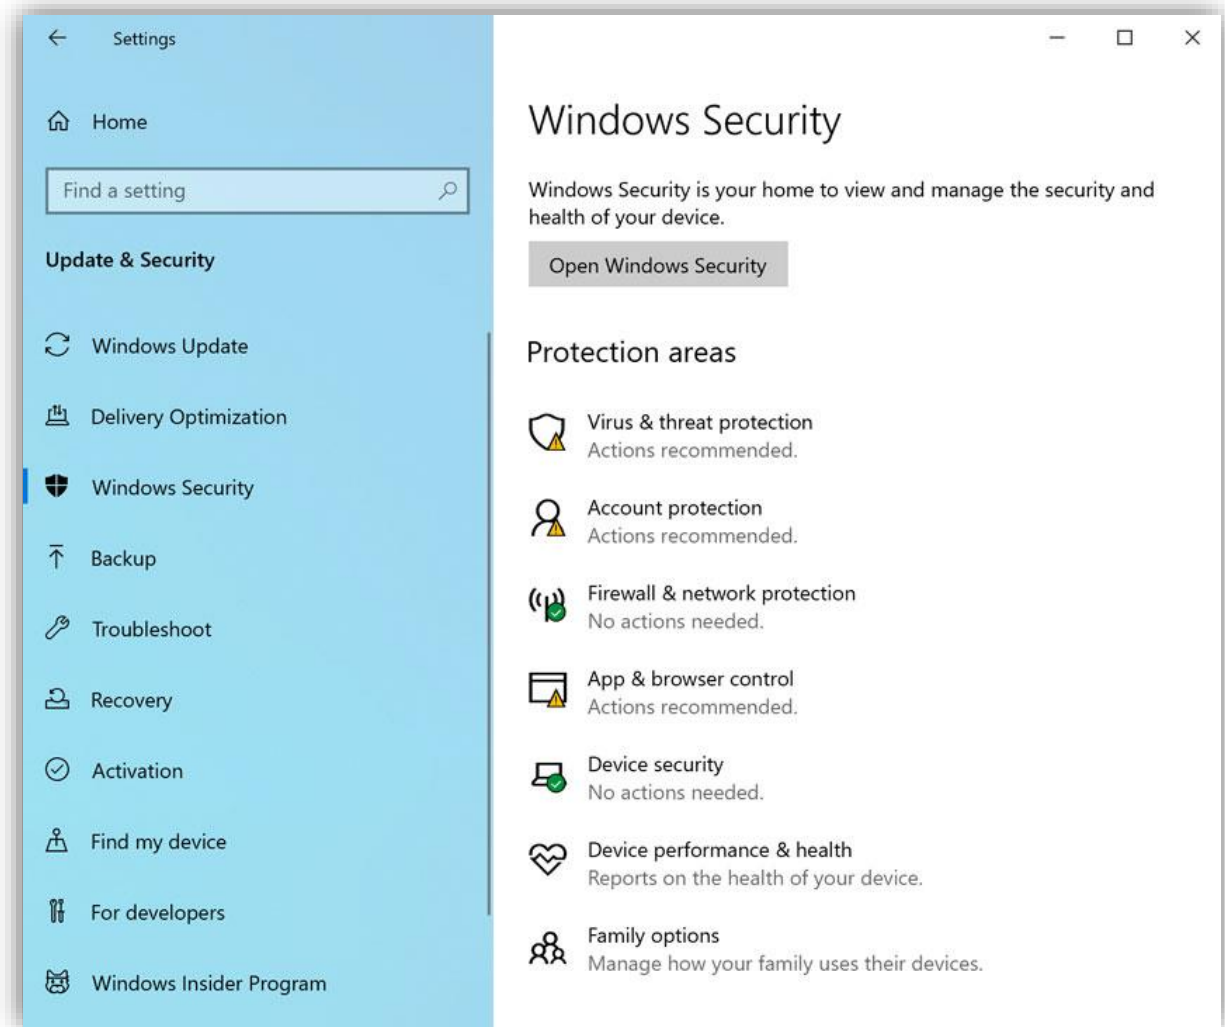 Settings
Home
Find a setting
Update & Security
Windows Update
Delivery Optimization
Windows Security
Backup
Troubleshoot
Recovery
Activation
Find my device
For developers
Windows Insider Program
Windows Security
Windows Security is your home to view and manage the security and
health of your device.
Open Windows Security
Protection areas
Virus & threat protection
Actions recommended.
Account protection
Actions recommended.
Firewall & network protection
No actions needed.
App & browser control
Actions recommended.
Device security
No actions needed.
Device performance & health
Reports on the health of your device.
Family options
Manage how your family uses their devices.